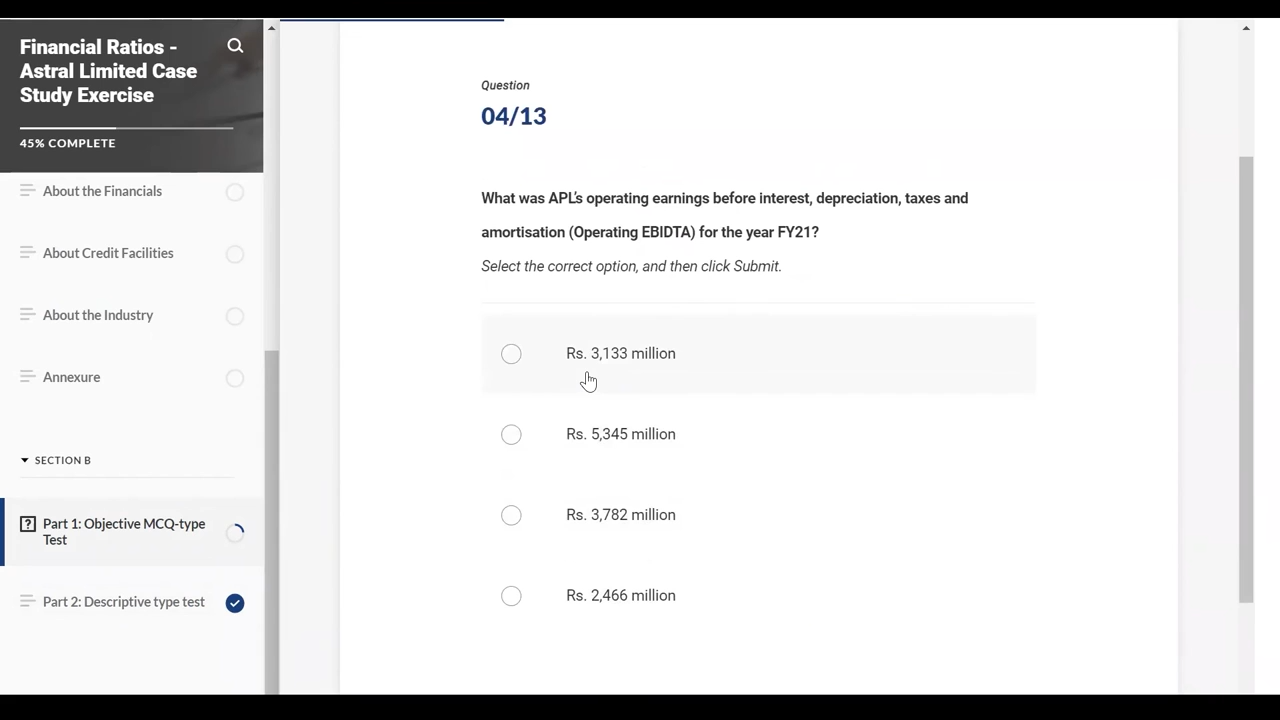 Financial Ratios -
Astral Limited Case
Study Exercise
45% COMPLETE
About the Financials
About Credit Facilities
About the Industry
Annexure
SECTION B
Part 1: Objective MCQ-type
Test
Part 2: Descriptive type test
Question
04/13
What was APL's operating earnings before interest, depreciation, taxes and
amortisation (Operating EBIDTA) for the year FY21?
Select the correct option, and then click Submit.
Rs. 3,133 million
Rs. 5,345 million
Rs. 3,782 million
Rs. 2,466 million